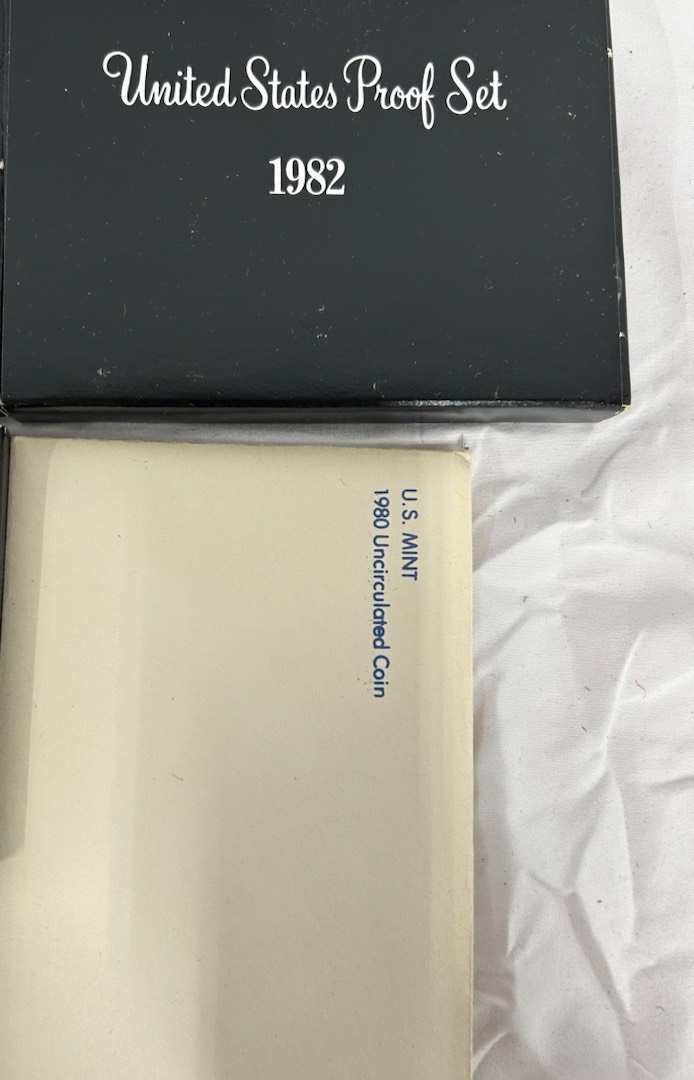 United States Proof Set
1982
U.S. MINT
1980 Uncirculated Coin